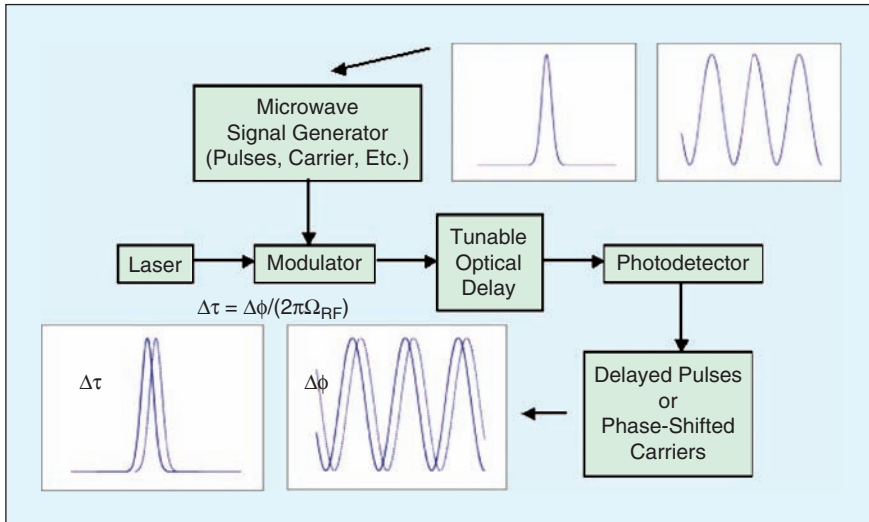 Microwave
Signal Generator
(Pulses, Carrier, Etc.)
Laser
Modulator
Tunable
Optical
Delay
Photodetector
Δτ = Δϕ/(2πΩRF)
Δτ
Δϕ
Delayed Pulses
or
Phase-Shifted
Carriers